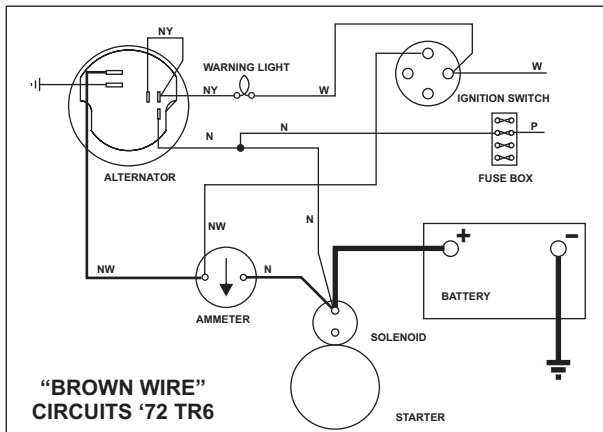 NY
WARNING LIGHT
NY
W
W
IGNITION SWITCH
N
N
P
ALTERNATOR
FUSE BOX
N
NW
+
−
NW
N
BATTERY
AMMETER
SOLENOID
“BROWN WIRE”
CIRCUITS ‘72 TR6
STARTER